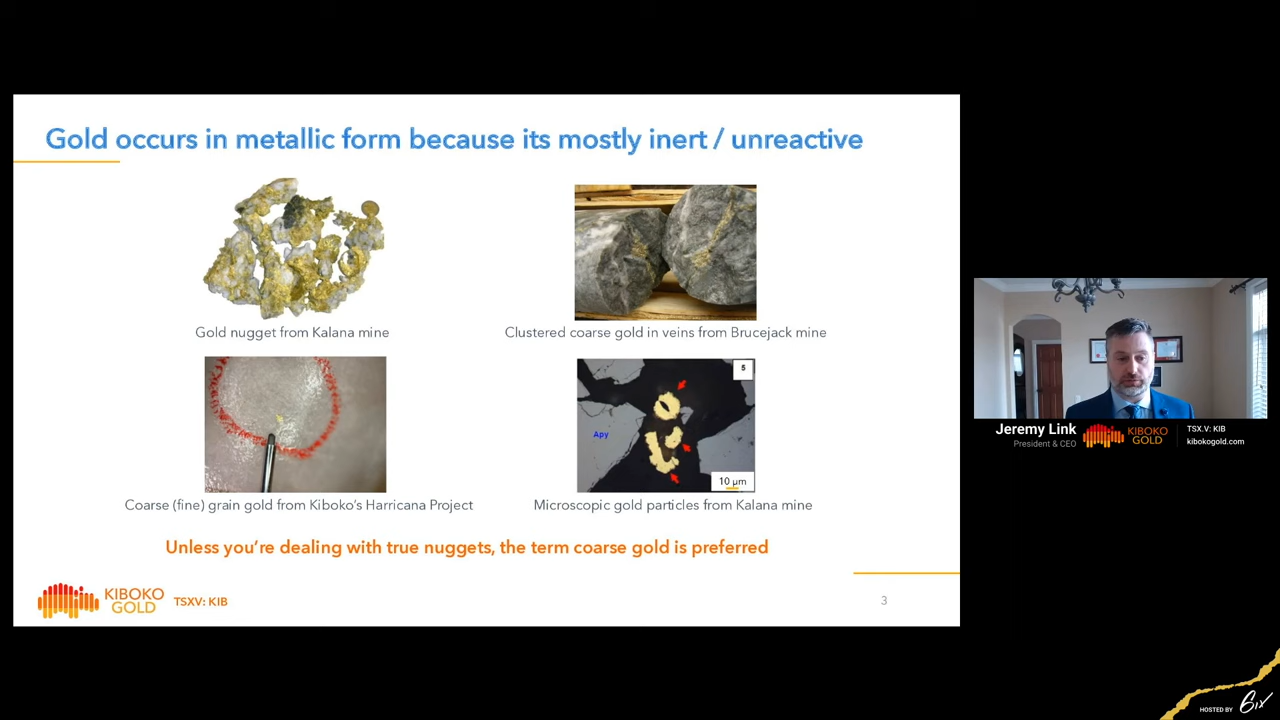 Gold occurs in metallic form because its mostly inert / unreactive
Gold nugget from Kalana mine
Clustered coarse gold in veins from Brucejack mine
5
Apy
10 µm
Coarse (fine) grain gold from Kiboko's Harricana Project
Microscopic gold particles from Kalana mine
Unless you're dealing with true nuggets, the term coarse gold is preferred
KIBOKO
GOLD
TSXV: KIB
3
Jeremy Link
President & CEO
KIBOKO
GOLD
TSX.V: KIB
kibokogold.com
HOSTED BY 6ix